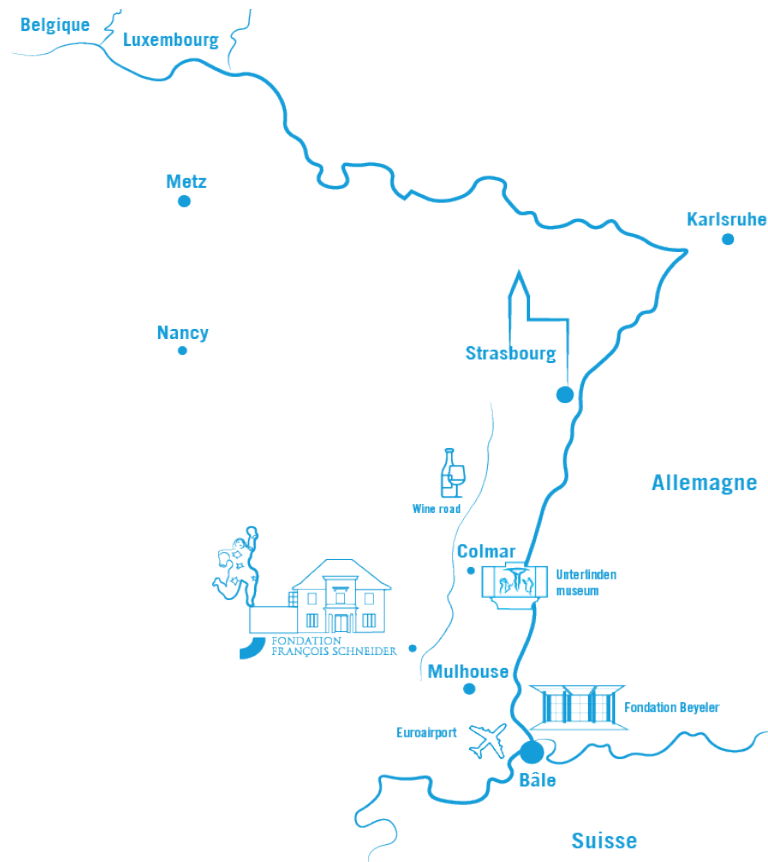 Belgique
Luxembourg
Metz
Karlsruhe
Nancy
Strasbourg
Allemagne
Wine road
Colmar
Unterlinden
museum
FONDATION
FRANÇOIS SCHNEIDER
Mulhouse
Fondation Beyeler
Euroairport
Bâle
Suisse